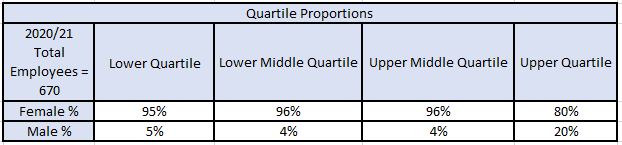 Quartile Proportions
2020/21
Total
Employees =
670
Lower Quartile Lower Middle Quartile Upper Middle Quartile Upper Quartile
Female % 95% 96% 96% 80%
Male % 5% 4% 4% 20%